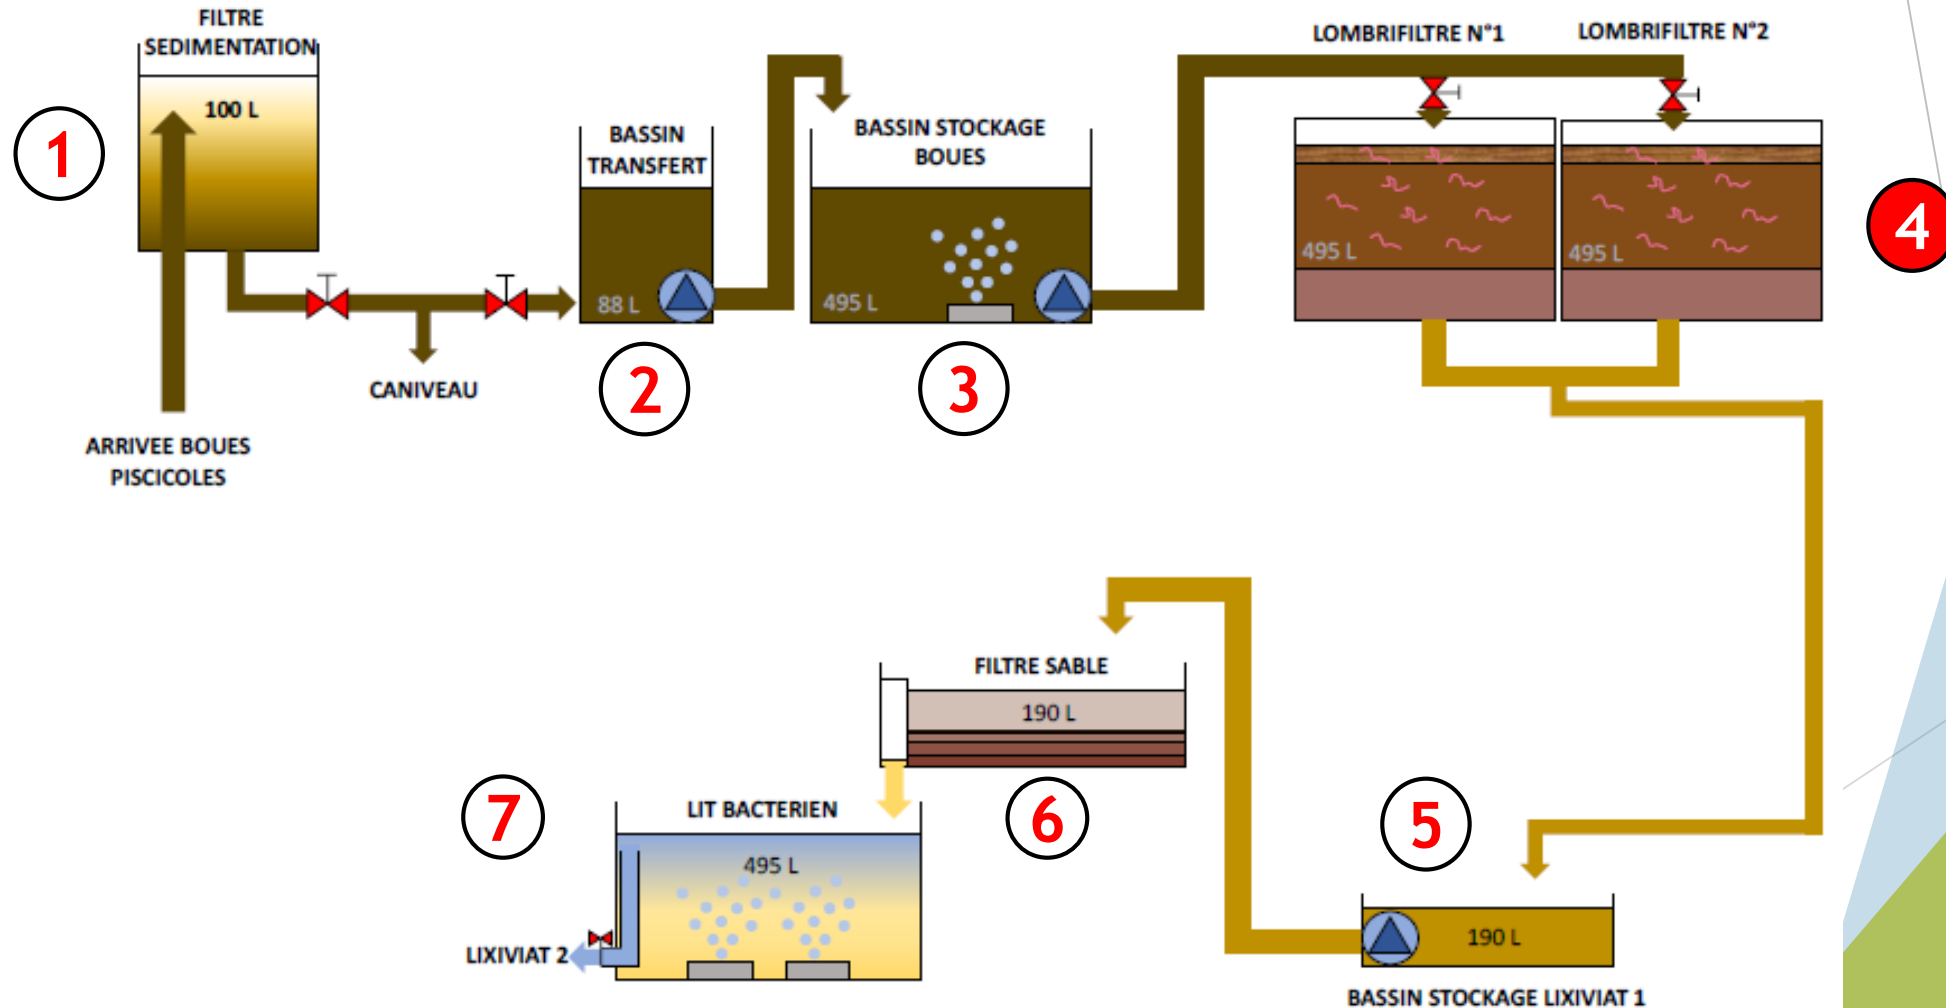 FILTRE
SEDIMENTATION
100 L
1
ARRIVEE BOUES
PISCICOLES
CANIVEAU
BASSIN
TRANSFERT
88 L
2
BASSIN STOCKAGE
BOUES
495 L
3
LOMBRIFILTRE N°1
LOMBRIFILTRE N°2
495 L
495 L
4
FILTRE SABLE
190 L
6
7
LIT BACTERIEN
495 L
LIXIVIAT 2
5
190 L
BASSIN STOCKAGE LIXIVIAT 1